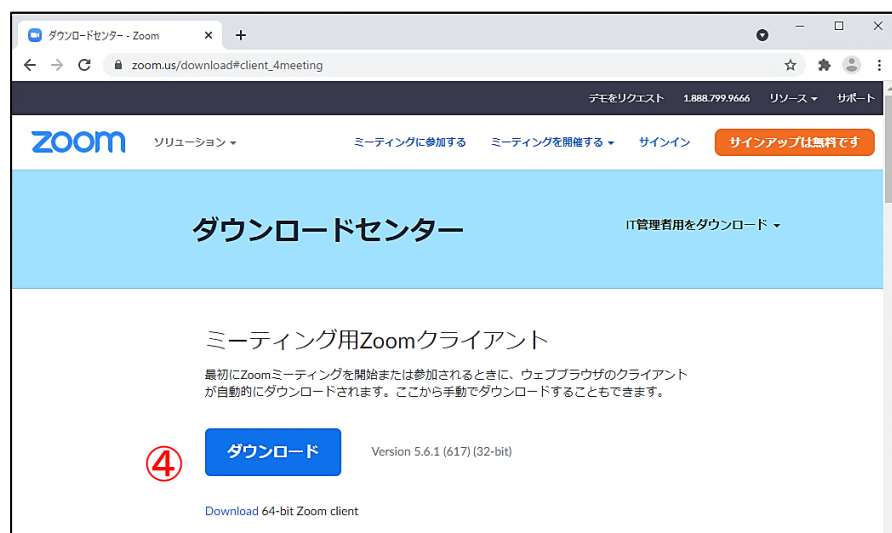 ダウンロードセンター - Zoom
zoom.us/download#client_4meeting
デモをリクエスト 1.888.799.9666 リソース サポート
zoom ソリューション ミーティングに参加する ミーティングを開催する サインイン サインアップは無料です
ダウンロードセンター IT管理者用をダウンロード
ミーティング用Zoomクライアント
最初にZoomミーティングを開始または参加されるときに、ウェブブラウザのクライアント
が自動的にダウンロードされます。ここから手動でダウンロードすることもできます。
④ ダウンロード Version 5.6.1 (617) (32-bit)
Download 64-bit Zoom client